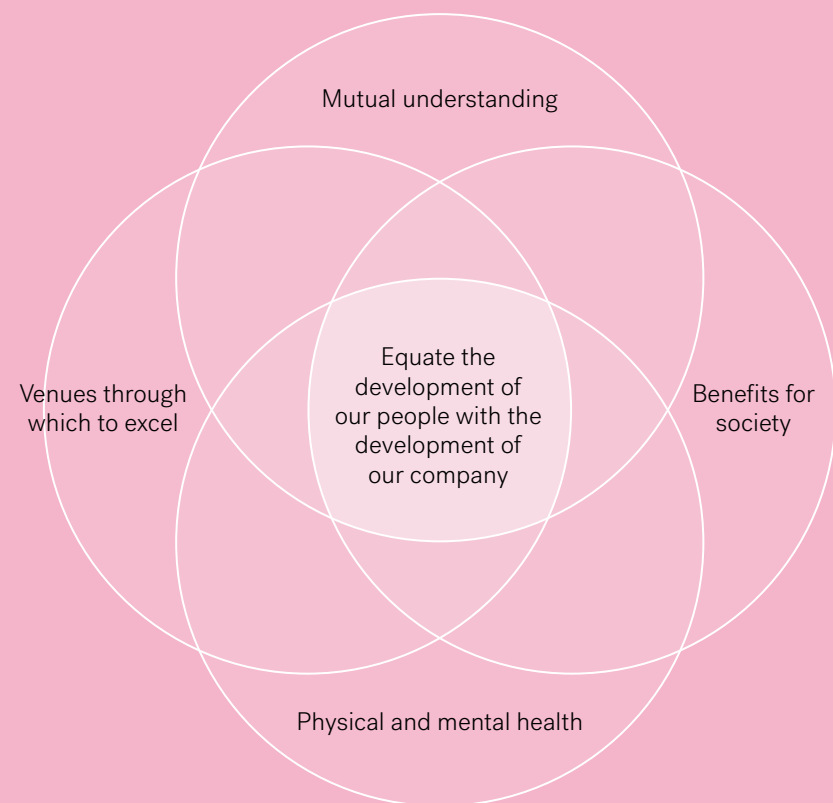 Mutual understanding
Venues through
which to excel
Equate the
development of
our people with the
development of
our company
Benefits for
society
Physical and mental health